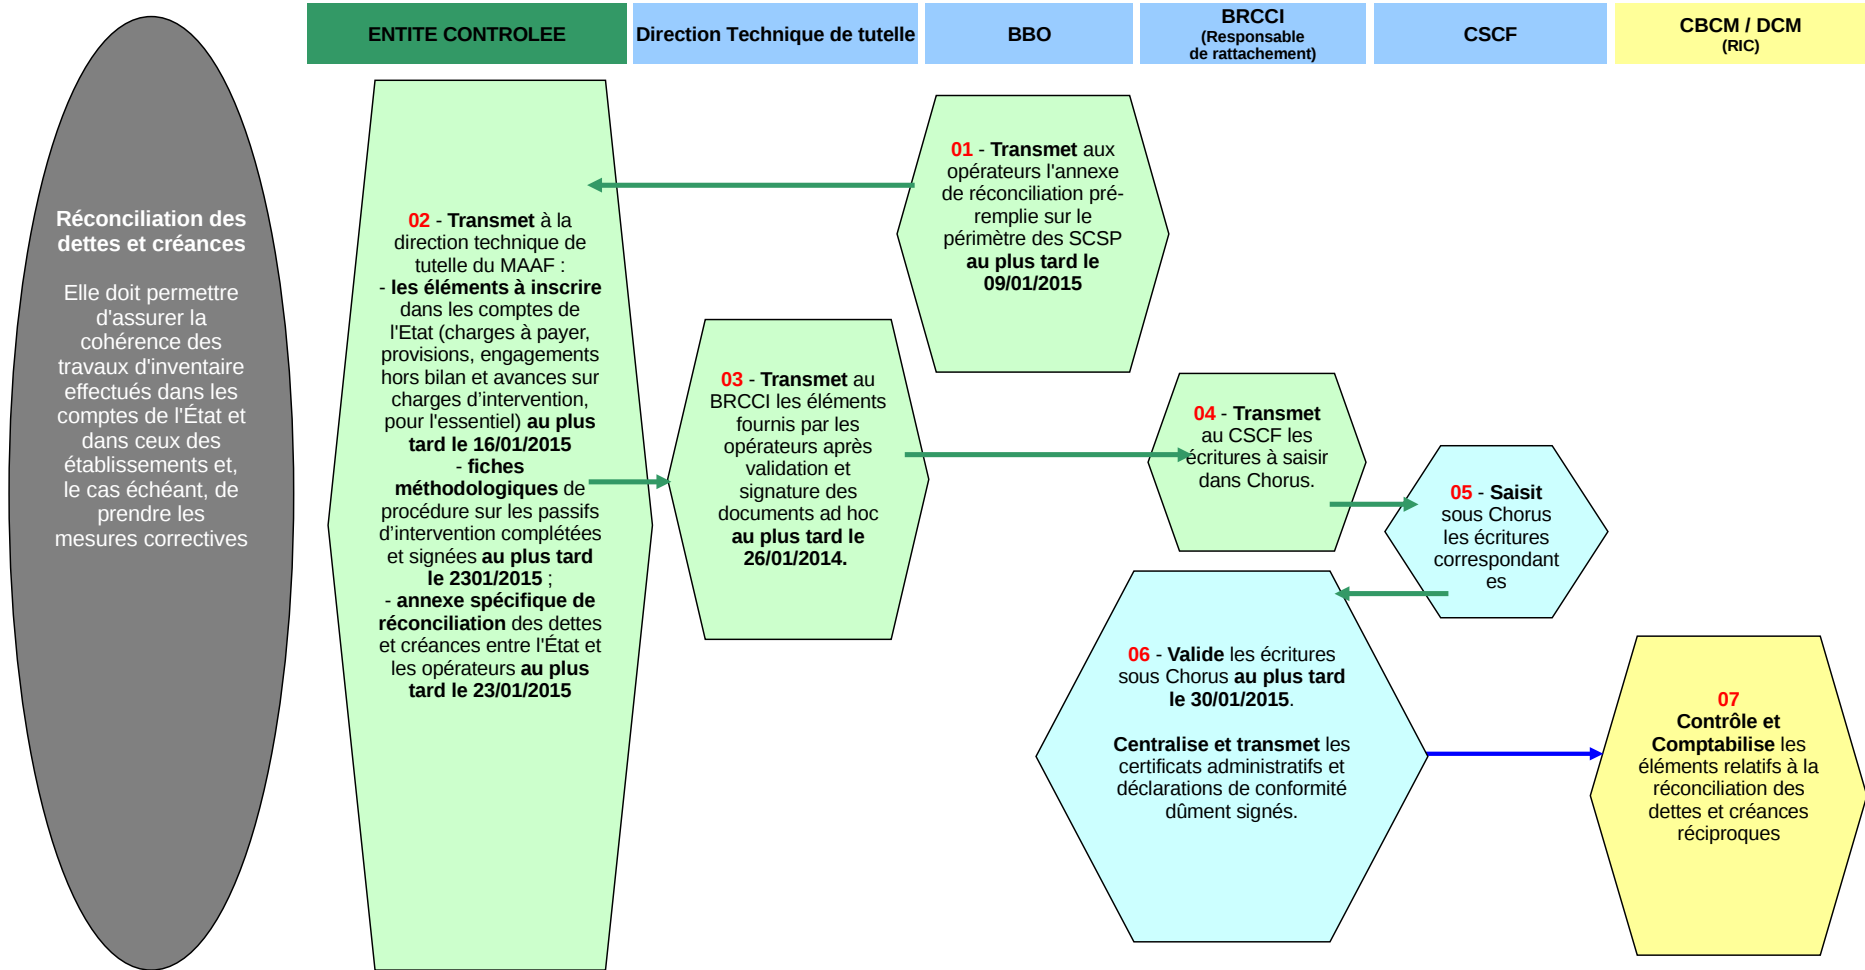 ENTITE CONTROLEE
Direction Technique de tutelle
BBO
BRCCI
(Responsable
de rattachement)
CSCF
CBCM / DCM
(RIC)
Réconciliation des
dettes et créances
Elle doit permettre
d'assurer la
cohérence des
travaux d'inventaire
effectués dans les
comptes de l'État et
dans ceux des
établissements et,
le cas échéant, de
prendre les
mesures correctives
01 - Transmet aux
opérateurs l'annexe
de réconciliation pré-
remplie sur le
périmètre des SCSP
au plus tard le
09/01/2015
02 - Transmet à la
direction technique de
tutelle du MAAF :
- les éléments à inscrire
dans les comptes de
l'Etat (charges à payer,
provisions, engagements
hors bilan et avances sur
charges d’intervention,
pour l'essentiel) au plus
tard le 16/01/2015
- fiches
méthodologiques de
procédure sur les passifs
d’intervention complétées
et signées au plus tard
le 2301/2015 ;
- annexe spécifique de
réconciliation des dettes
et créances entre l'État et
les opérateurs au plus
tard le 23/01/2015
03 - Transmet au
BRCCI les éléments
fournis par les
opérateurs après
validation et
signature des
documents ad hoc
au plus tard le
26/01/2014.
04 - Transmet
au CSCF les
écritures à saisir
dans Chorus.
05 - Saisit
sous Chorus
les écritures
correspondant
es
06 - Valide les écritures
sous Chorus au plus tard
le 30/01/2015.
Centralise et transmet les
certificats administratifs et
déclarations de conformité
dûment signés.
07
Contrôle et
Comptabilise les
éléments relatifs à la
réconciliation des
dettes et créances
réciproques